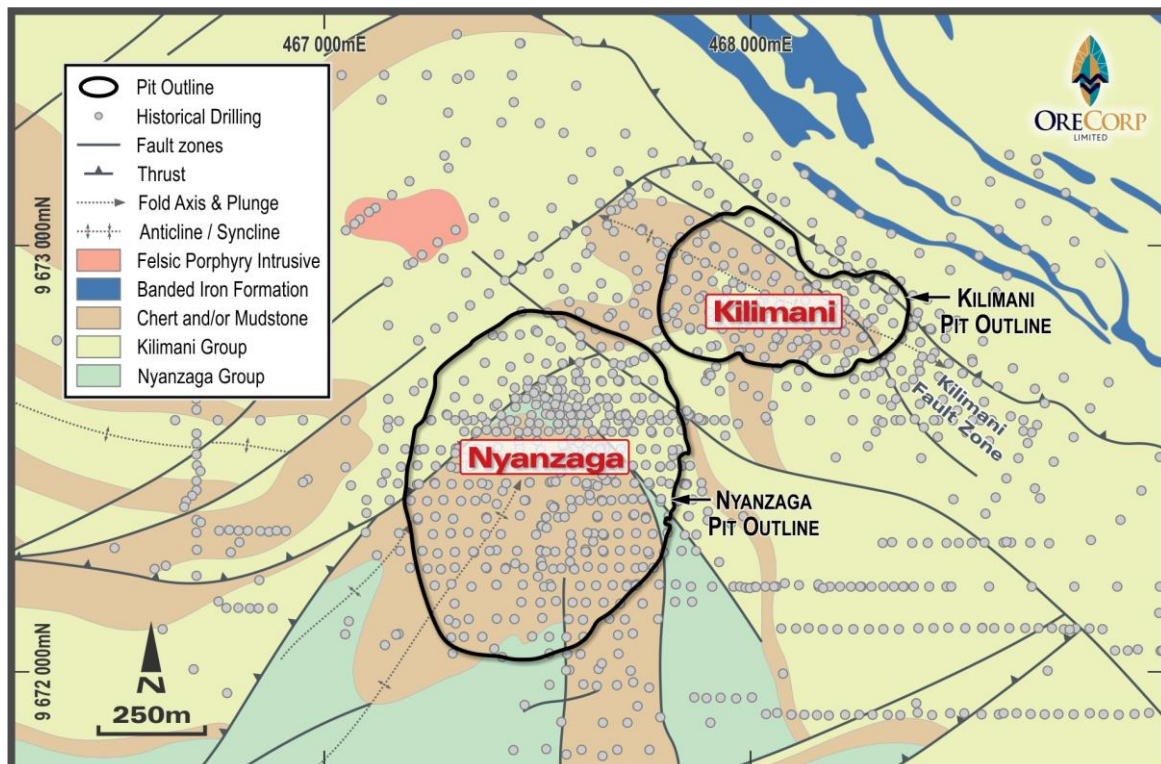 467 000mE
468 000mE
ORECORP
LIMITED
Pit Outline
Historical Drilling
Fault zones
Thrust
Fold Axis & Plunge
Anticline / Syncline
Felsic Porphyry Intrusive
Banded Iron Formation
Chert and/or Mudstone
Kilimani Group
Nyanzaga Group
9 673 000mN
Kilimani
KILIMANI
PIT OUTLINE
Kilimani
Fault Zone
Nyanzaga
NYANZAGA
PIT OUTLINE
9 672 000mN
N
250m